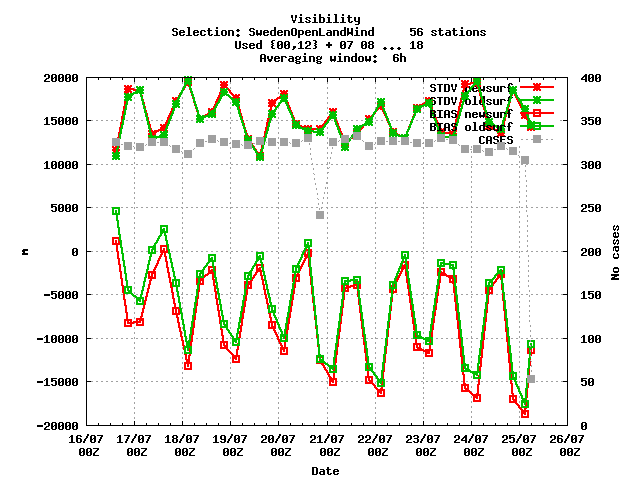 Visibility
Selection: SwedenOpenLandWind 56 stations
Used {00,12} + 07 08 ... 18
Averaging window: 6h
20000
15000
10000
5000
0
-5000
-10000
-15000
-20000
m
400
350
300
250
200
150
100
50
0
No cases
STDV newsurf
STDV oldsurf
BIAS newsurf
BIAS oldsurf
CASES
16/07 17/07 18/07 19/07 20/07 21/07 22/07 23/07 24/07 25/07 26/07
00Z 00Z 00Z 00Z 00Z 00Z 00Z 00Z 00Z 00Z 00Z
Date